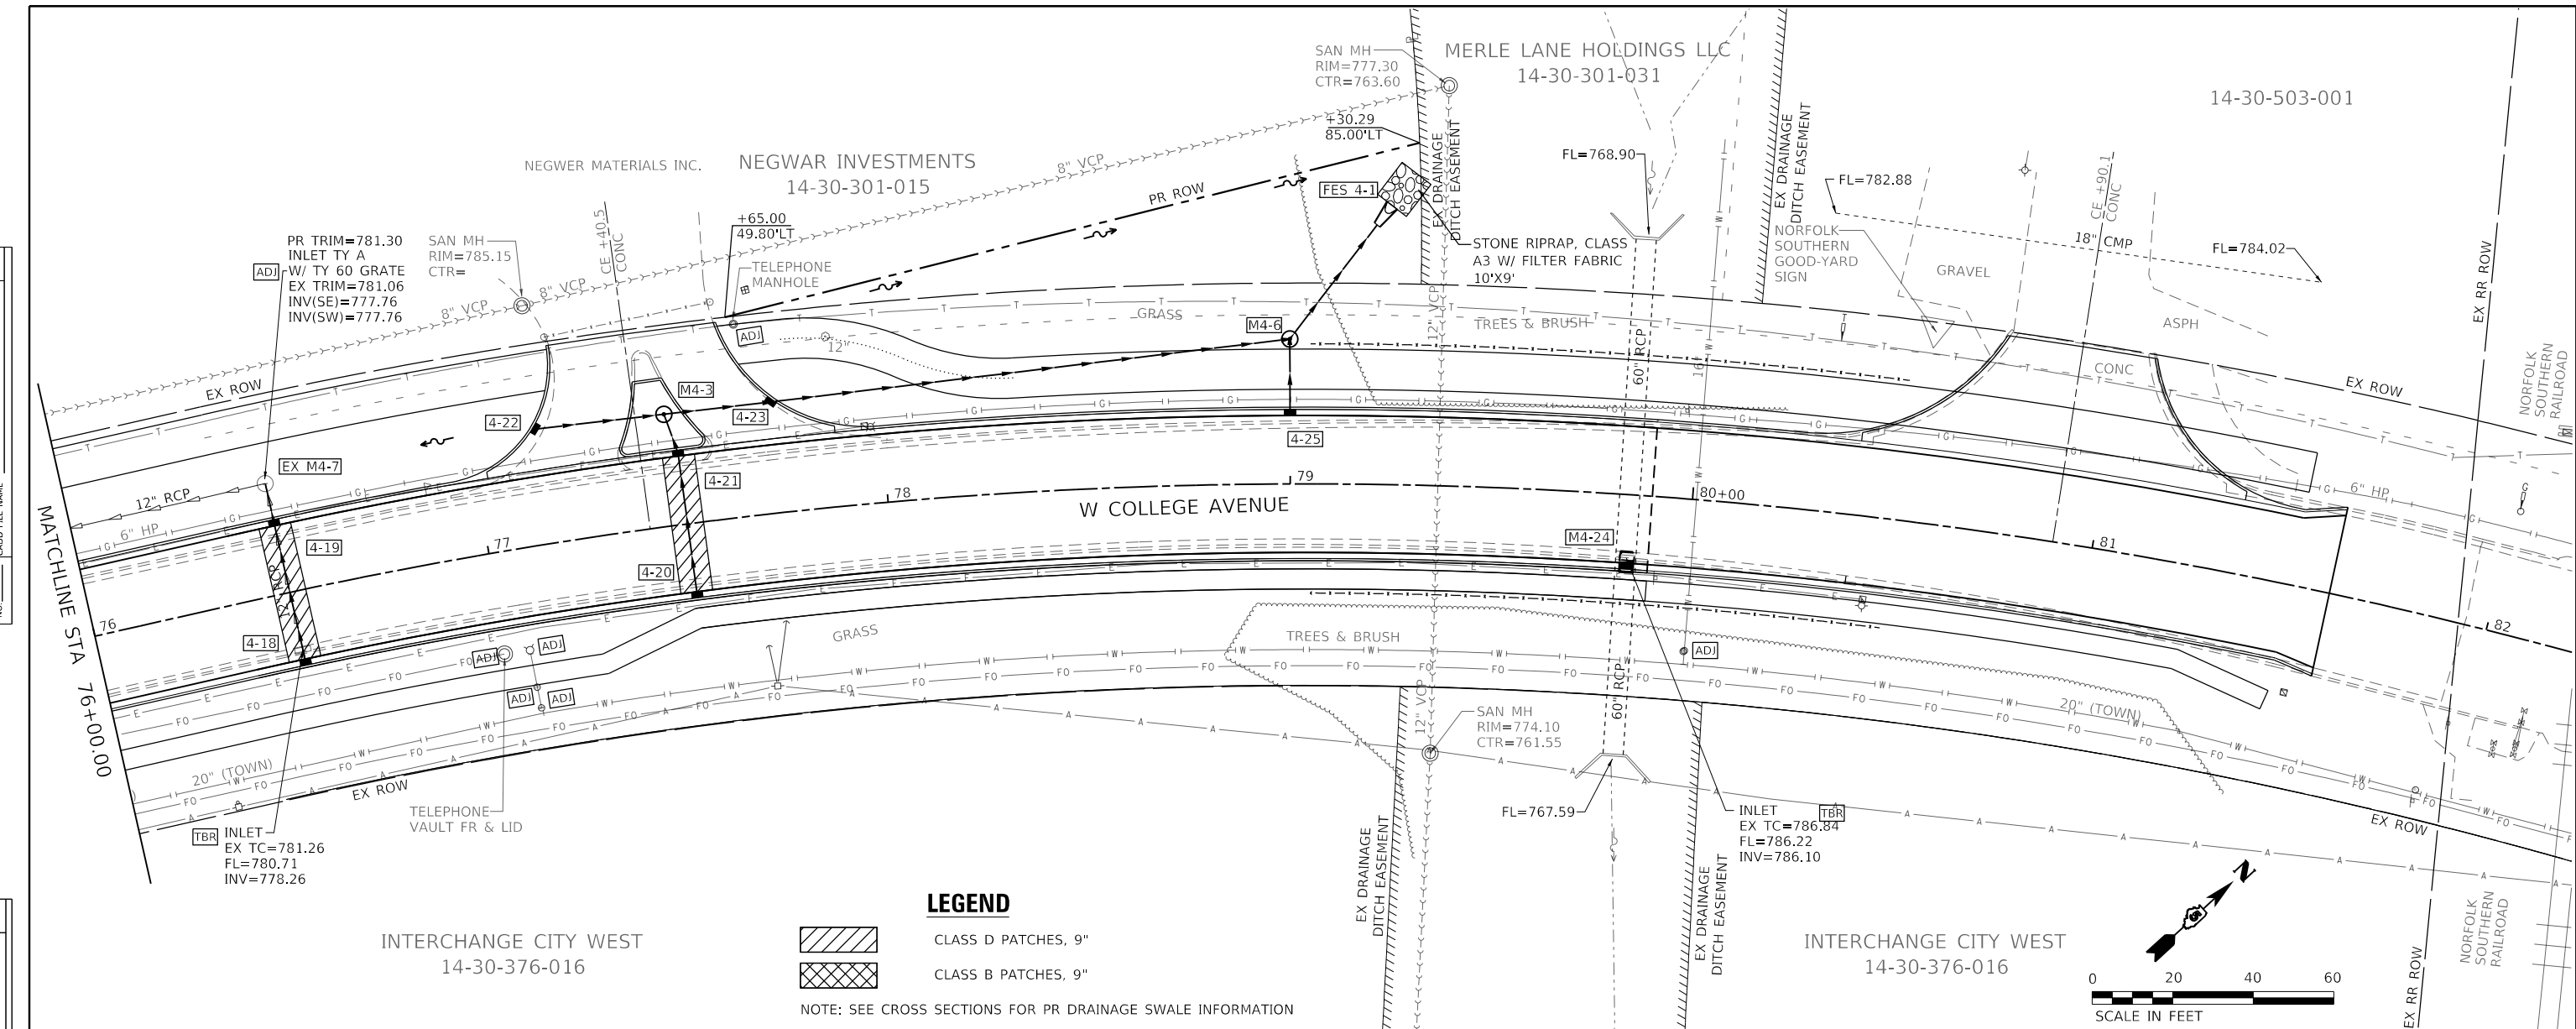 SAN MH
RIM=777.30
CTR=763.60
MERLE LANE HOLDINGS LLC
14-30-301-031
14-30-503-001
+30.29
85.00'LT
EX DRAINAGE
DITCH EASEMENT
EX DRAINAGE
DITCH EASEMENT
NEGWER MATERIALS INC.
NEGWAR INVESTMENTS
14-30-301-015
8" VCP
PR ROW
FES 4-1
FL=768.90
FL=782.88
CE +90.1
CONC
18" CMP
FL=784.02
EX RR ROW
+65.00
49.80'LT
CE +40.5
CONC
PR TRIM=781.30
INLET TY A
ADJ
W/ TY 60 GRATE
EX TRIM=781.06
INV(SE)=777.76
INV(SW)=777.76
SAN MH
RIM=785.15
CTR=
8" VCP
8" VCP
TELEPHONE
MANHOLE
ADJ
STONE RIPRAP, CLASS
A3 W/ FILTER FABRIC
10'X9'
NORFOLK
SOUTHERN
GOOD-YARD
SIGN
GRAVEL
GRASS
M4-6
12"
12" VCP
TREES & BRUSH
60" RCP
16"
ASPH
CONC
EX ROW
NORFOLK
SOUTHERN
RAILROAD
EX ROW
M4-3
4-22
4-23
4-25
EX M4-7
12" RCP
6" HP
4-21
4-19
12" RCP
4-20
4-18
76
77
78
79
80+00
81
82
W COLLEGE AVENUE
6" HP
M4-24
MATCHLINE STA 76+00.00
ADJ
ADJ
ADJ
ADJ
GRASS
TREES & BRUSH
ADJ
60" RCP
12" VCP
SAN MH
RIM=774.10
CTR=761.55
20" (TOWN)
20" (TOWN)
EX ROW
TELEPHONE
VAULT FR & LID
TBR
INLET
EX TC=781.26
FL=780.71
INV=778.26
FL=767.59
INLET
TBR
EX TC=786.84
FL=786.22
INV=786.10
EX ROW
EX DRAINAGE
DITCH EASEMENT
EX DRAINAGE
DITCH EASEMENT
INTERCHANGE CITY WEST
14-30-376-016
LEGEND
CLASS D PATCHES, 9"
CLASS B PATCHES, 9"
NOTE: SEE CROSS SECTIONS FOR PR DRAINAGE SWALE INFORMATION
INTERCHANGE CITY WEST
14-30-376-016
N
0 20 40 60
SCALE IN FEET
EX RR ROW
NORFOLK
SOUTHERN
RAILROAD